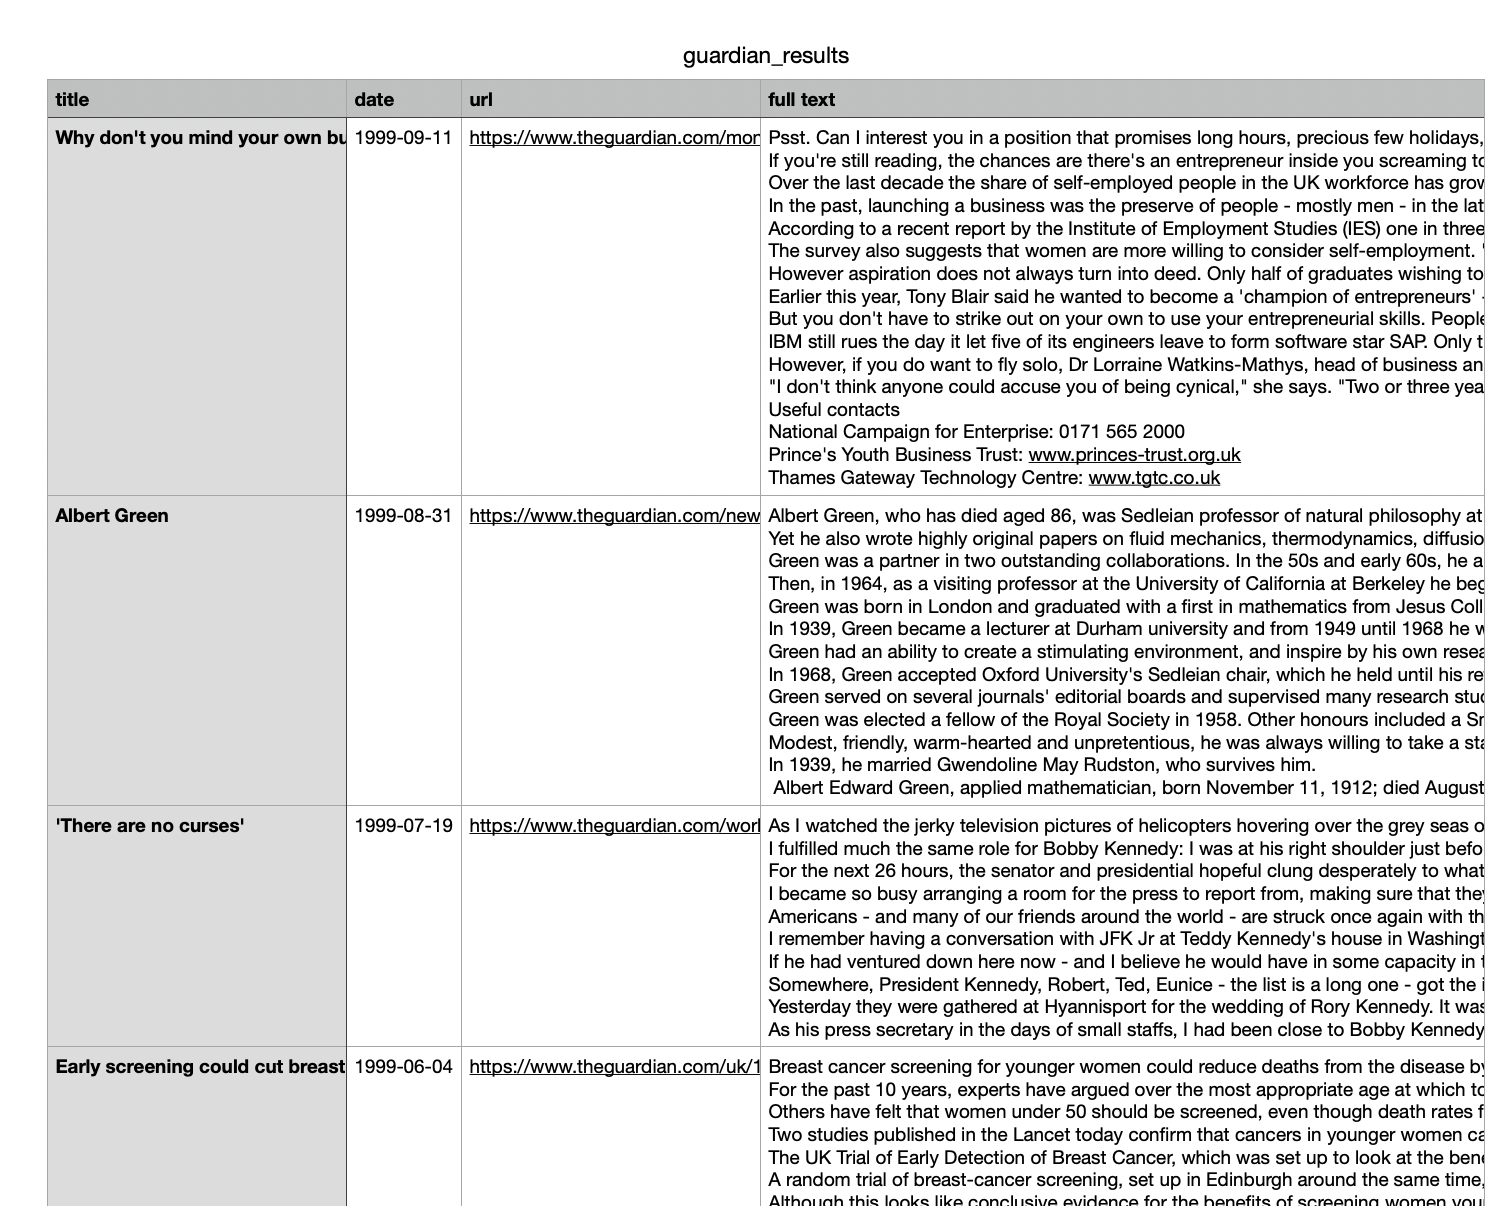 guardian_results
title date url full text
Why don't you mind your own bu 1999-09-11 https://www.theguardian.com/mon Psst. Can I interest you in a position that promises long hours, precious few holidays,
If you're still reading, the chances are there's an entrepreneur inside you screaming to
Over the last decade the share of self-employed people in the UK workforce has grow
In the past, launching a business was the preserve of people - mostly men - in the lat
According to a recent report by the Institute of Employment Studies (IES) one in three
The survey also suggests that women are more willing to consider self-employment. '
However aspiration does not always turn into deed. Only half of graduates wishing to
Earlier this year, Tony Blair said he wanted to become a 'champion of entrepreneurs' -
But you don't have to strike out on your own to use your entrepreneurial skills. People
IBM still rues the day it let five of its engineers leave to form software star SAP. Only t
However, if you do want to fly solo, Dr Lorraine Watkins-Mathys, head of business an
"I don't think anyone could accuse you of being cynical," she says. "Two or three yea
Useful contacts
National Campaign for Enterprise: 0171 565 2000
Prince's Youth Business Trust: www.princes-trust.org.uk
Thames Gateway Technology Centre: www.tgtc.co.uk
Albert Green 1999-08-31 https://www.theguardian.com/new Albert Green, who has died aged 86, was Sedleian professor of natural philosophy at
Yet he also wrote highly original papers on fluid mechanics, thermodynamics, diffusio
Green was a partner in two outstanding collaborations. In the 50s and early 60s, he a
Then, in 1964, as a visiting professor at the University of California at Berkeley he beg
Green was born in London and graduated with a first in mathematics from Jesus Coll
In 1939, Green became a lecturer at Durham university and from 1949 until 1968 he w
Green had an ability to create a stimulating environment, and inspire by his own resea
In 1968, Green accepted Oxford University's Sedleian chair, which he held until his re
Green served on several journals' editorial boards and supervised many research stud
Green was elected a fellow of the Royal Society in 1958. Other honours included a Sm
Modest, friendly, warm-hearted and unpretentious, he was always willing to take a sta
In 1939, he married Gwendoline May Rudston, who survives him.
Albert Edward Green, applied mathematician, born November 11, 1912; died August
'There are no curses' 1999-07-19 https://www.theguardian.com/worl As I watched the jerky television pictures of helicopters hovering over the grey seas o
I fulfilled much the same role for Bobby Kennedy: I was at his right shoulder just befo
For the next 26 hours, the senator and presidential hopeful clung desperately to what
I became so busy arranging a room for the press to report from, making sure that they
Americans - and many of our friends around the world - are struck once again with th
I remember having a conversation with JFK Jr at Teddy Kennedy's house in Washingt
If he had ventured down here now - and I believe he would have in some capacity in t
Somewhere, President Kennedy, Robert, Ted, Eunice - the list is a long one - got the i
Yesterday they were gathered at Hyannisport for the wedding of Rory Kennedy. It was
As his press secretary in the days of small staffs, I had been close to Bobby Kennedy
Early screening could cut breast 1999-06-04 https://www.theguardian.com/uk/1 Breast cancer screening for younger women could reduce deaths from the disease by
For the past 10 years, experts have argued over the most appropriate age at which to
Others have felt that women under 50 should be screened, even though death rates f
Two studies published in the Lancet today confirm that cancers in younger women ca
The UK Trial of Early Detection of Breast Cancer, which was set up to look at the bene
A random trial of breast-cancer screening, set up in Edinburgh around the same time,
Although this looks like conclusive evidence for the benefits of screening women you